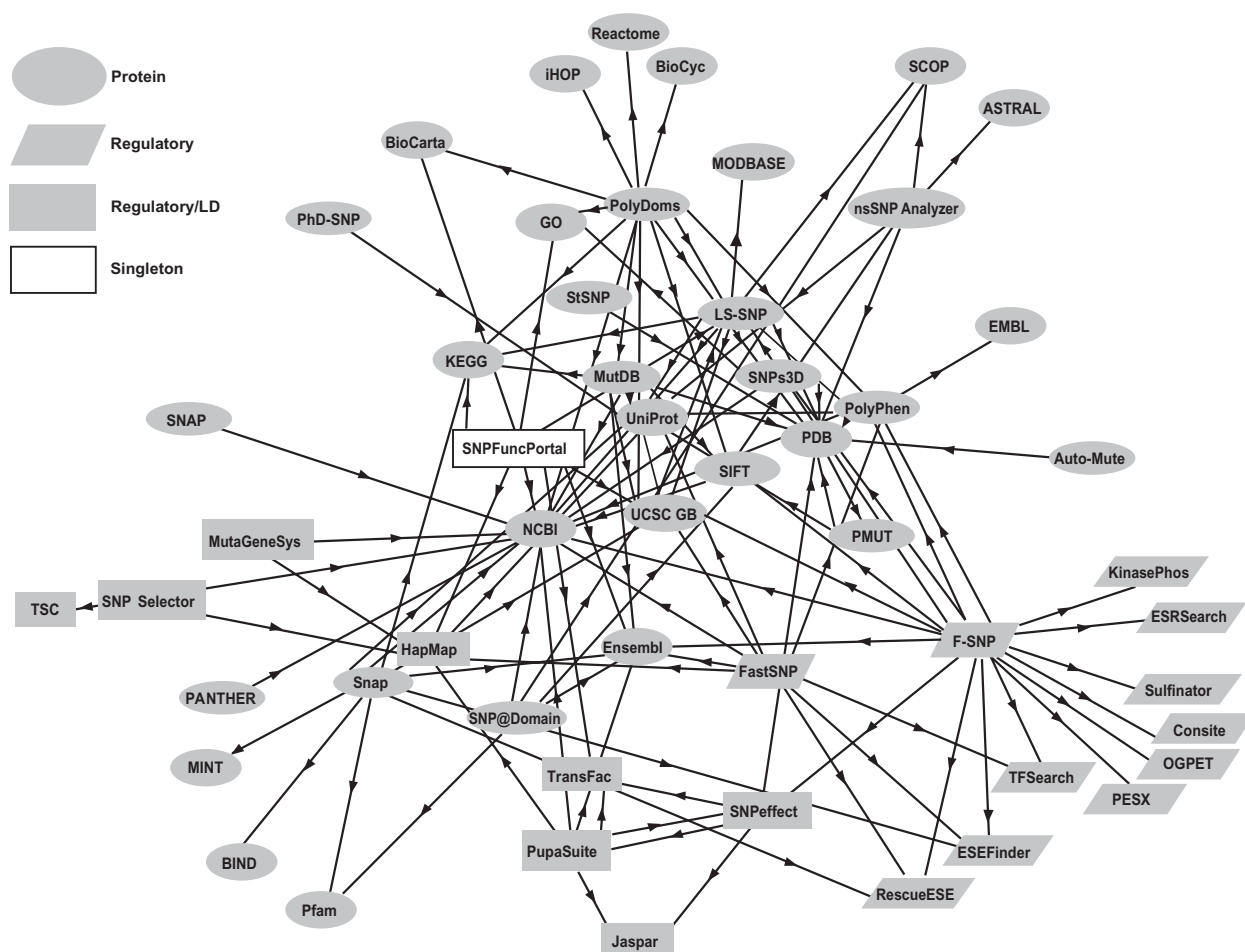 Reactome
iHOP
BioCyc
SCOP
Protein
ASTRAL
BioCarta
Regulatory
MODBASE
Regulatory/LD
PhD-SNP
GO
PolyDoms
nsSNP Analyzer
Singleton
StSNP
LS-SNP
EMBL
KEGG
MutDB
SNPs3D
PolyPhen
SNAP
UniProt
PDB
SNPFuncPortal
SIFT
Auto-Mute
NCBI
UCSC GB
PMUT
MutaGeneSys
KinasePhos
TSC
SNP Selector
ESRSearch
HapMap
Ensembl
FastSNP
F-SNP
Snap
PANTHER
Sulfinator
SNP@Domain
Consite
MINT
OGPET
TransFac
TFSearch
PESX
SNPeffect
PupaSuite
ESEFinder
BIND
RescueESE
Pfam
Jaspar